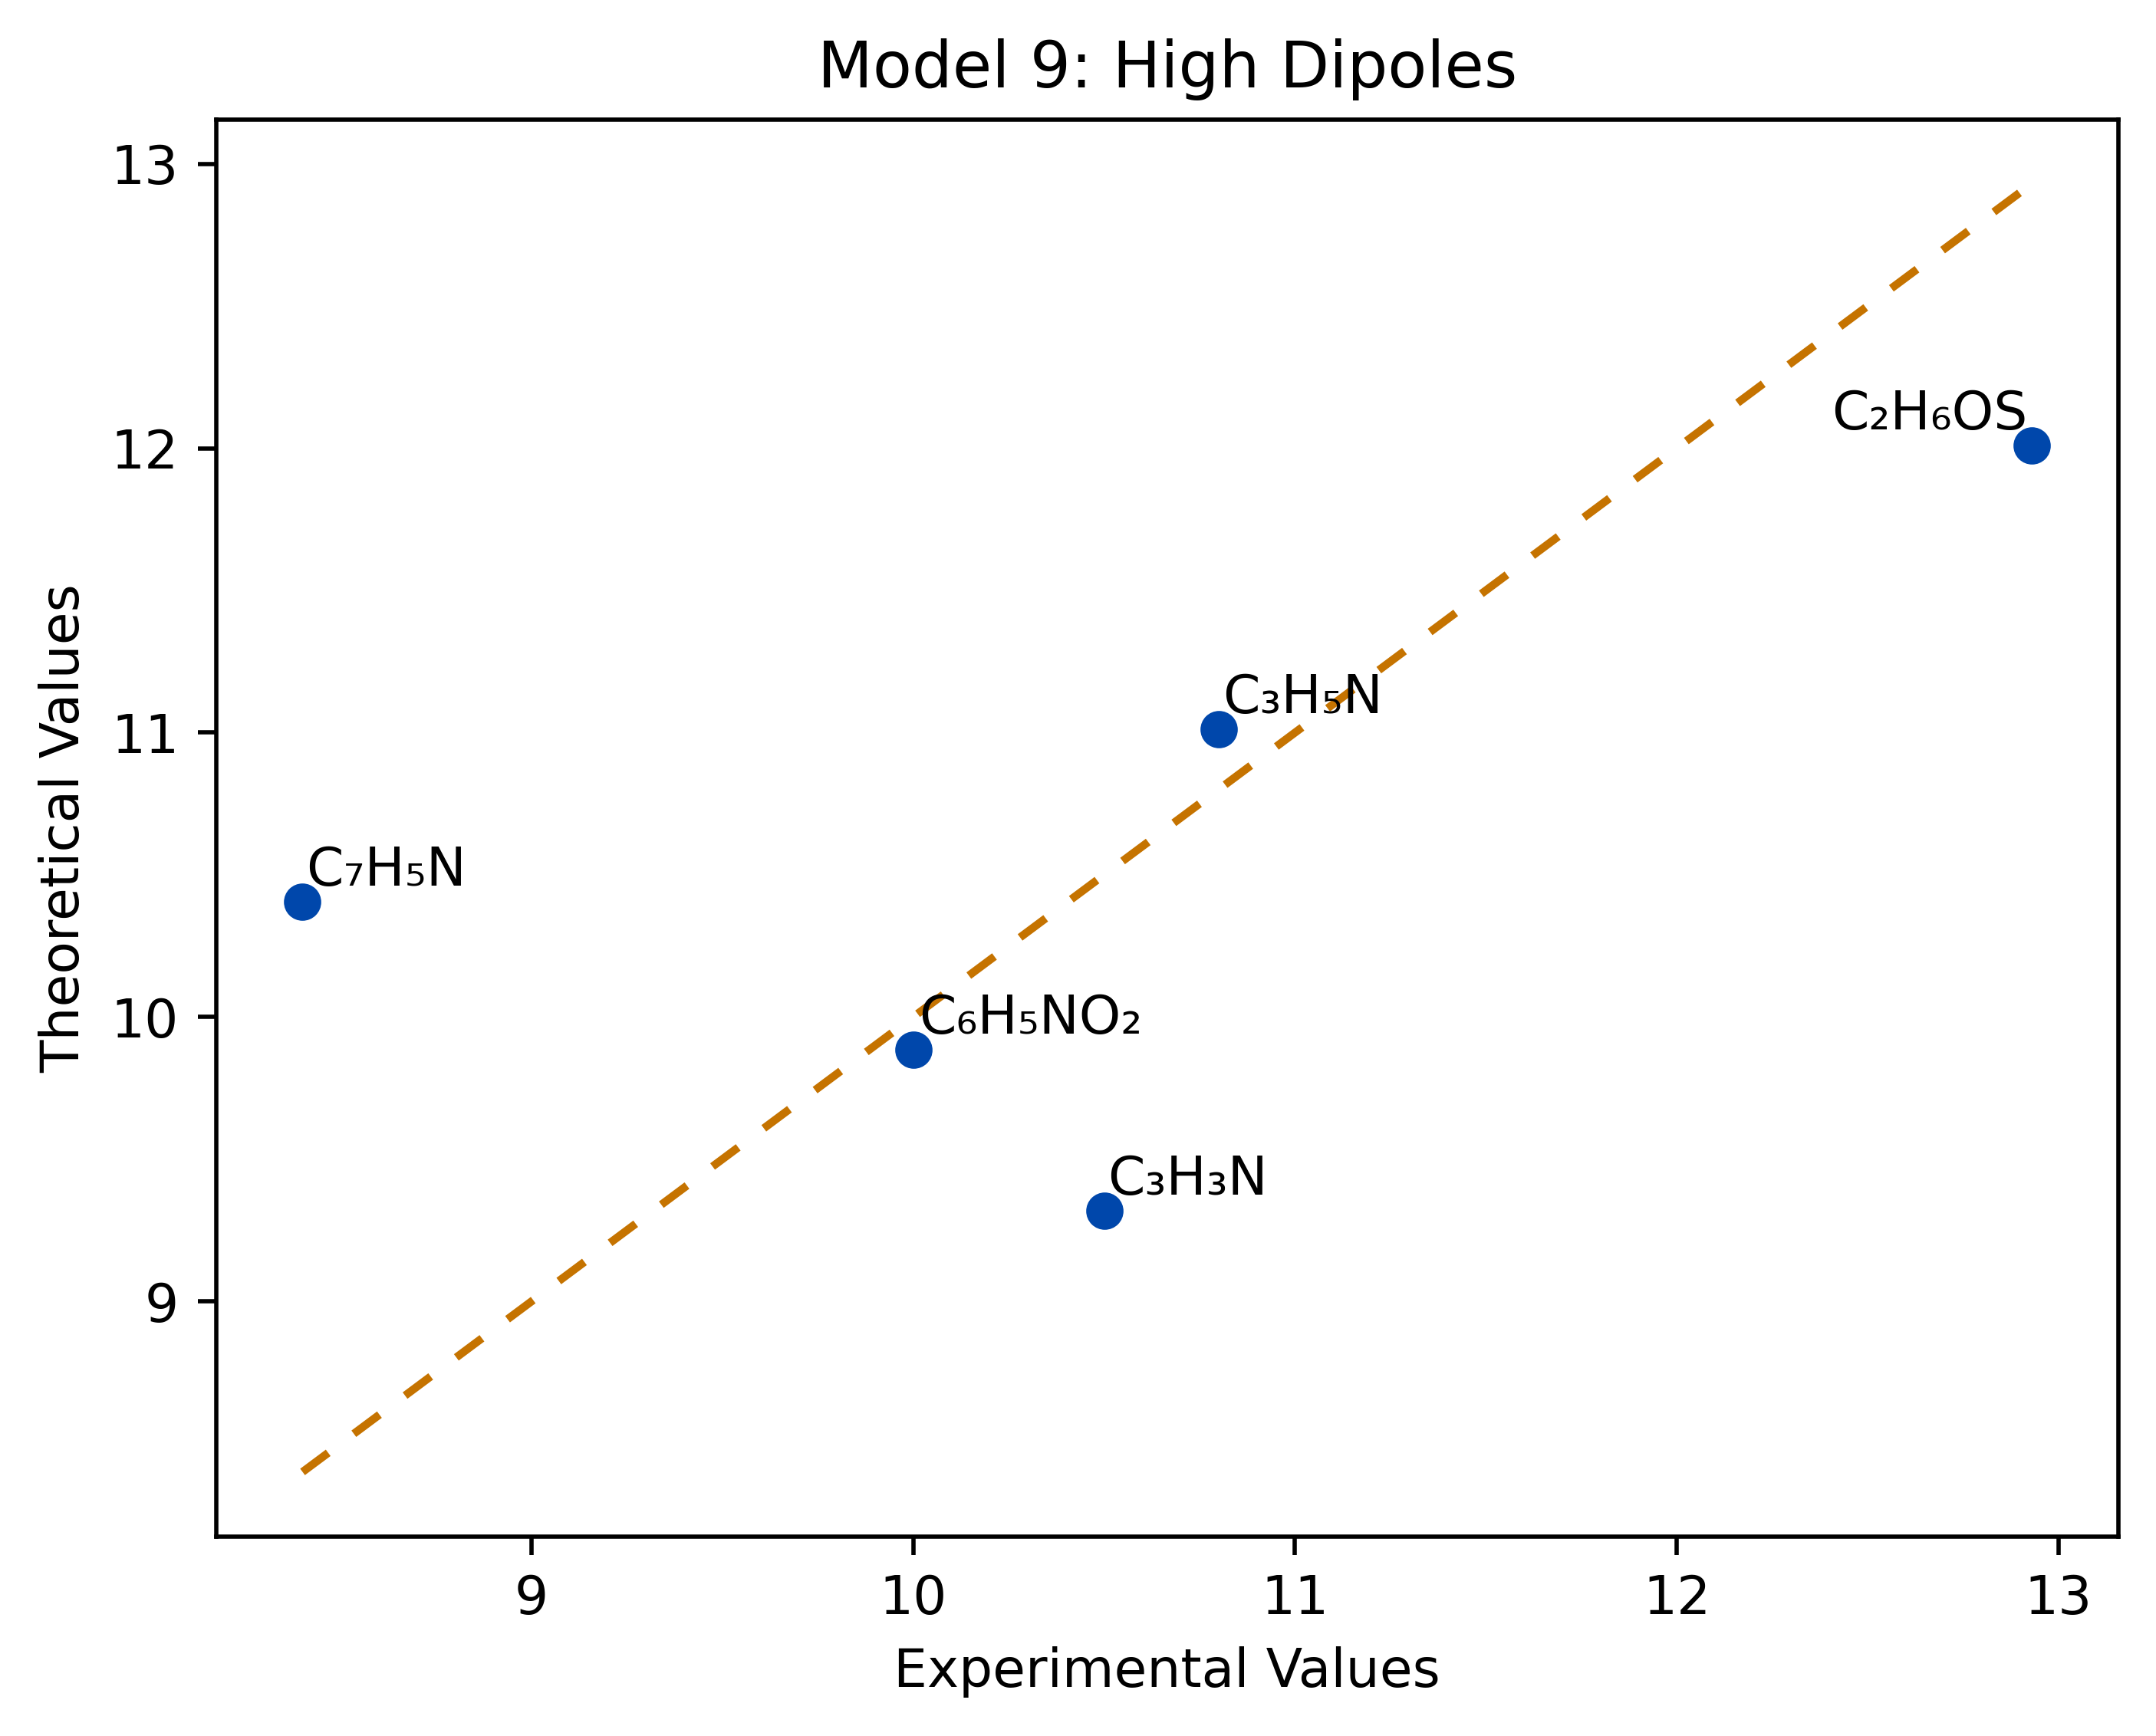 Model 9: High Dipoles
13
12
11
10
9
Theoretical Values
C₂H₆OS
C₃H₅N
C₇H₅N
C₆H₅NO₂
C₃H₃N
9
10
11
12
13
Experimental Values